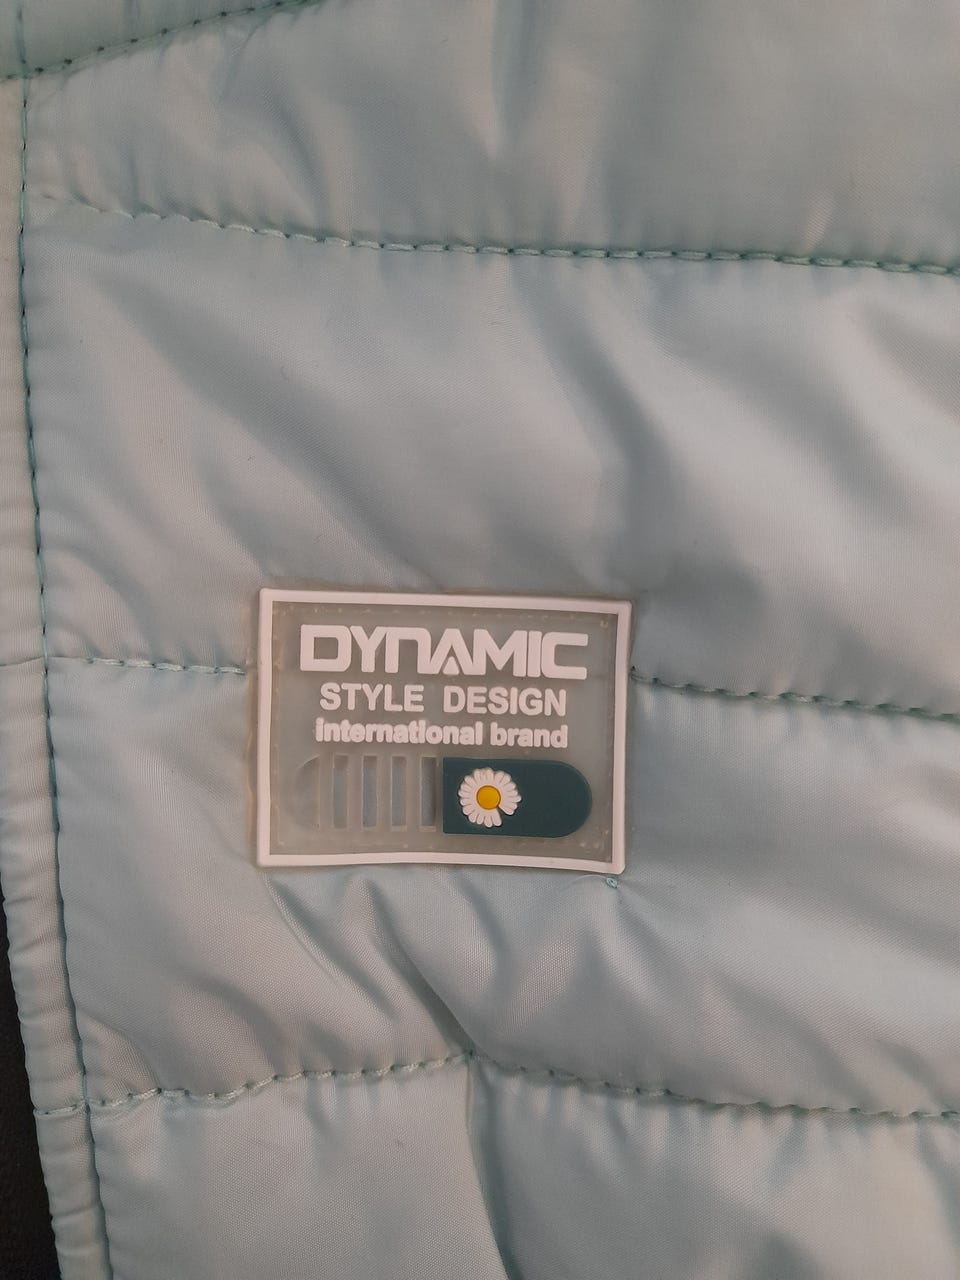 DYNAMIC
STYLE DESIGN
international brand